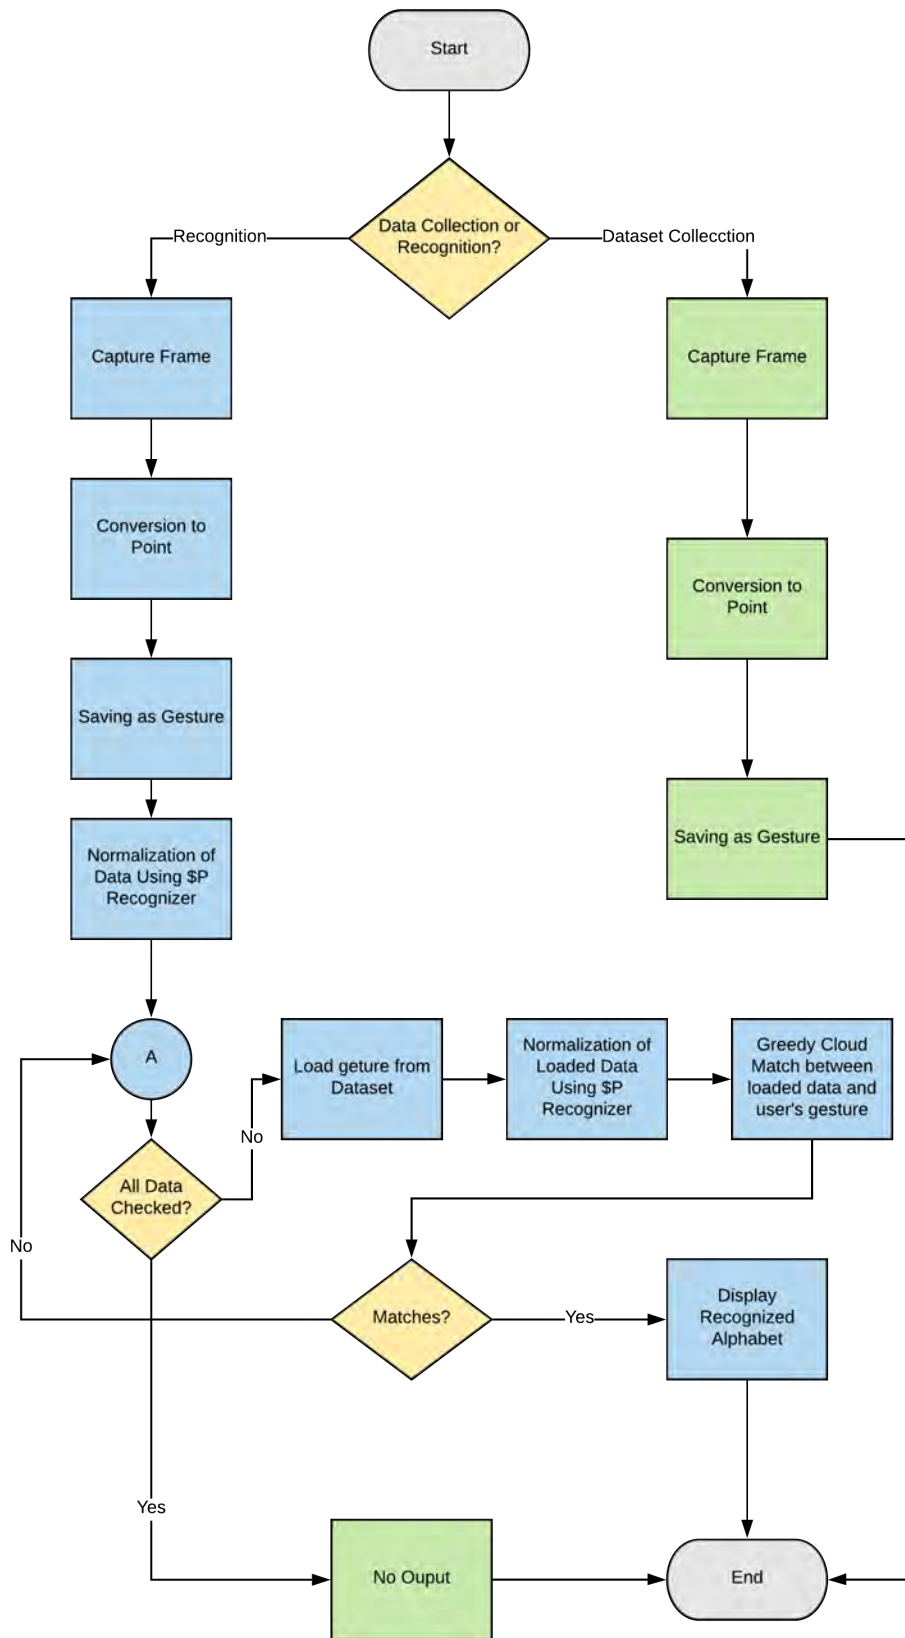 Start
Data Collection or
Recognition?
Recognition
Dataset Collecction
Capture Frame
Capture Frame
Conversion to
Point
Conversion to
Point
Saving as Gesture
Saving as Gesture
Normalization of
Data Using $P
Recognizer
A
Load geture from
Dataset
Normalization of
Loaded Data
Using $P
Recognizer
Greedy Cloud
Match between
loaded data and
user's gesture
No
All Data
Checked?
No
Matches?
Yes
Display
Recognized
Alphabet
Yes
No Ouput
End